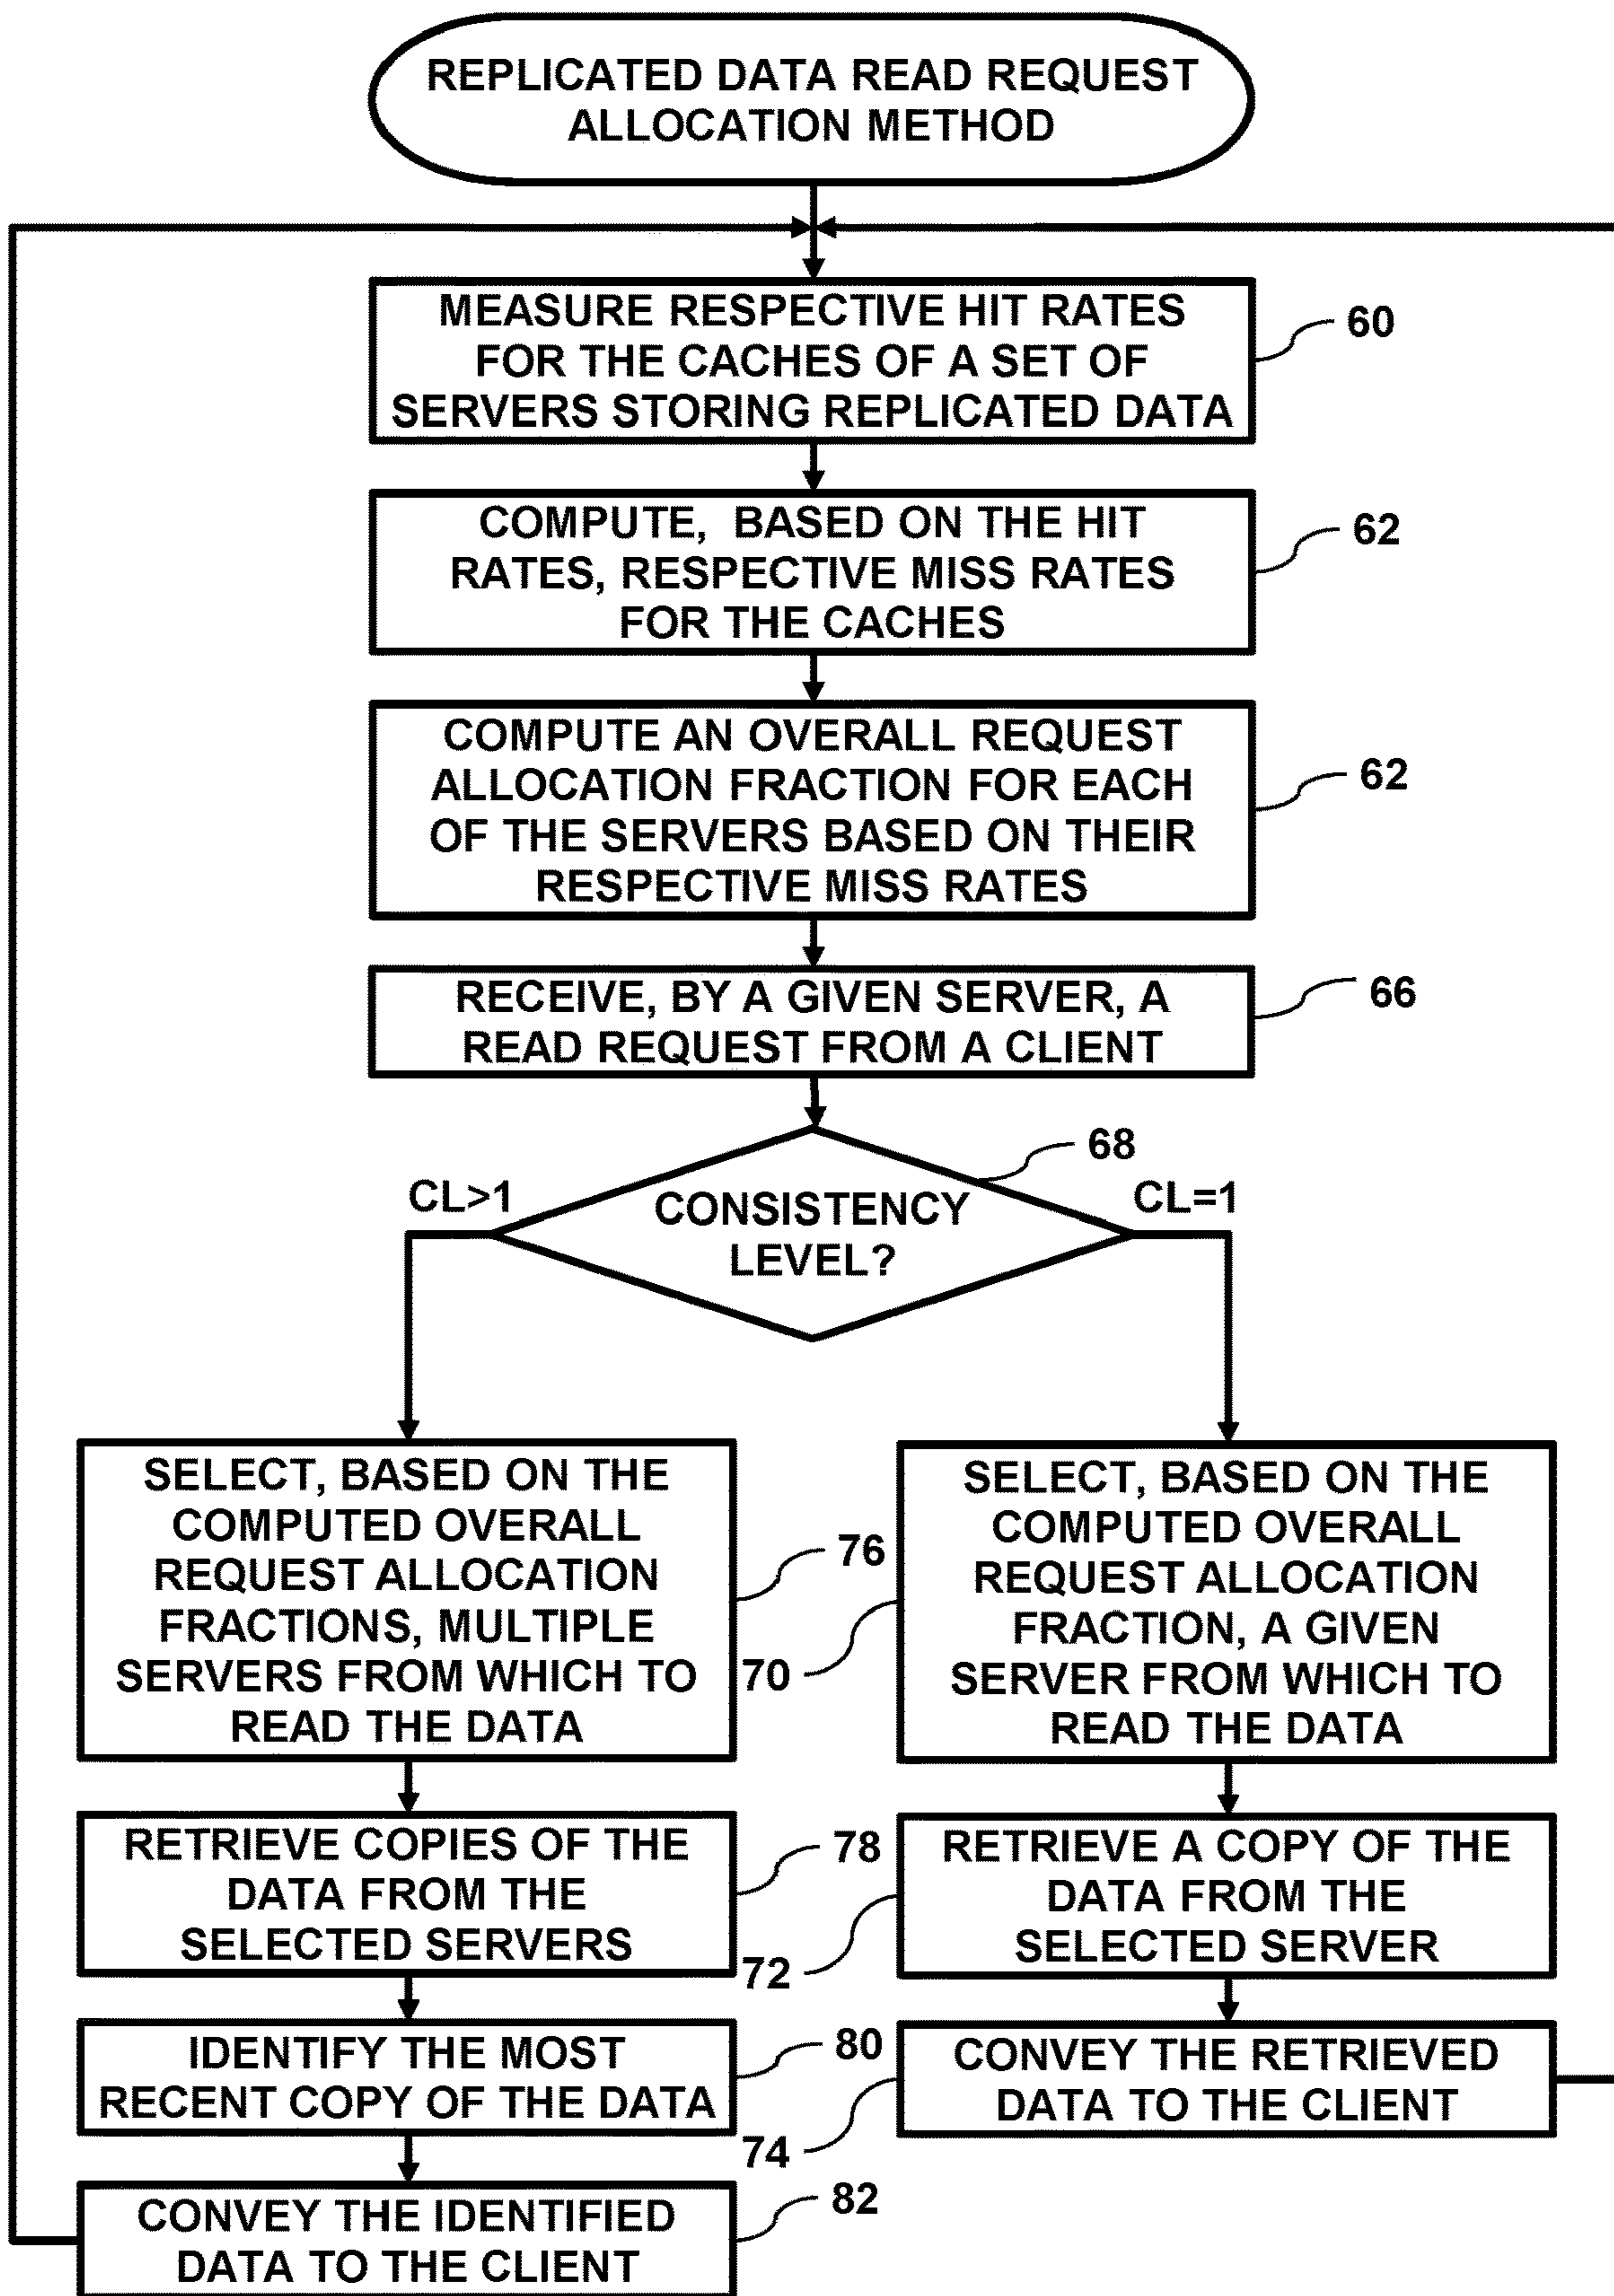 REPLICATED DATA READ REQUEST
ALLOCATION METHOD
MEASURE RESPECTIVE HIT RATES
FOR THE CACHES OF A SET OF
SERVERS STORING REPLICATED DATA
60
COMPUTE, BASED ON THE HIT
RATES, RESPECTIVE MISS RATES
FOR THE CACHES
62
COMPUTE AN OVERALL REQUEST
ALLOCATION FRACTION FOR EACH
OF THE SERVERS BASED ON THEIR
RESPECTIVE MISS RATES
62
RECEIVE, BY A GIVEN SERVER, A
READ REQUEST FROM A CLIENT
66
CONSISTENCY
LEVEL?
68
CL>1
CL=1
SELECT, BASED ON THE
COMPUTED OVERALL
REQUEST ALLOCATION
FRACTIONS, MULTIPLE
SERVERS FROM WHICH TO
READ THE DATA
76
RETRIEVE COPIES OF THE
DATA FROM THE
SELECTED SERVERS
78
IDENTIFY THE MOST
RECENT COPY OF THE DATA
80
CONVEY THE IDENTIFIED
DATA TO THE CLIENT
82
SELECT, BASED ON THE
COMPUTED OVERALL
REQUEST ALLOCATION
FRACTION, A GIVEN
SERVER FROM WHICH TO
READ THE DATA
70
RETRIEVE A COPY OF THE
DATA FROM THE
SELECTED SERVER
72
CONVEY THE RETRIEVED
DATA TO THE CLIENT
74